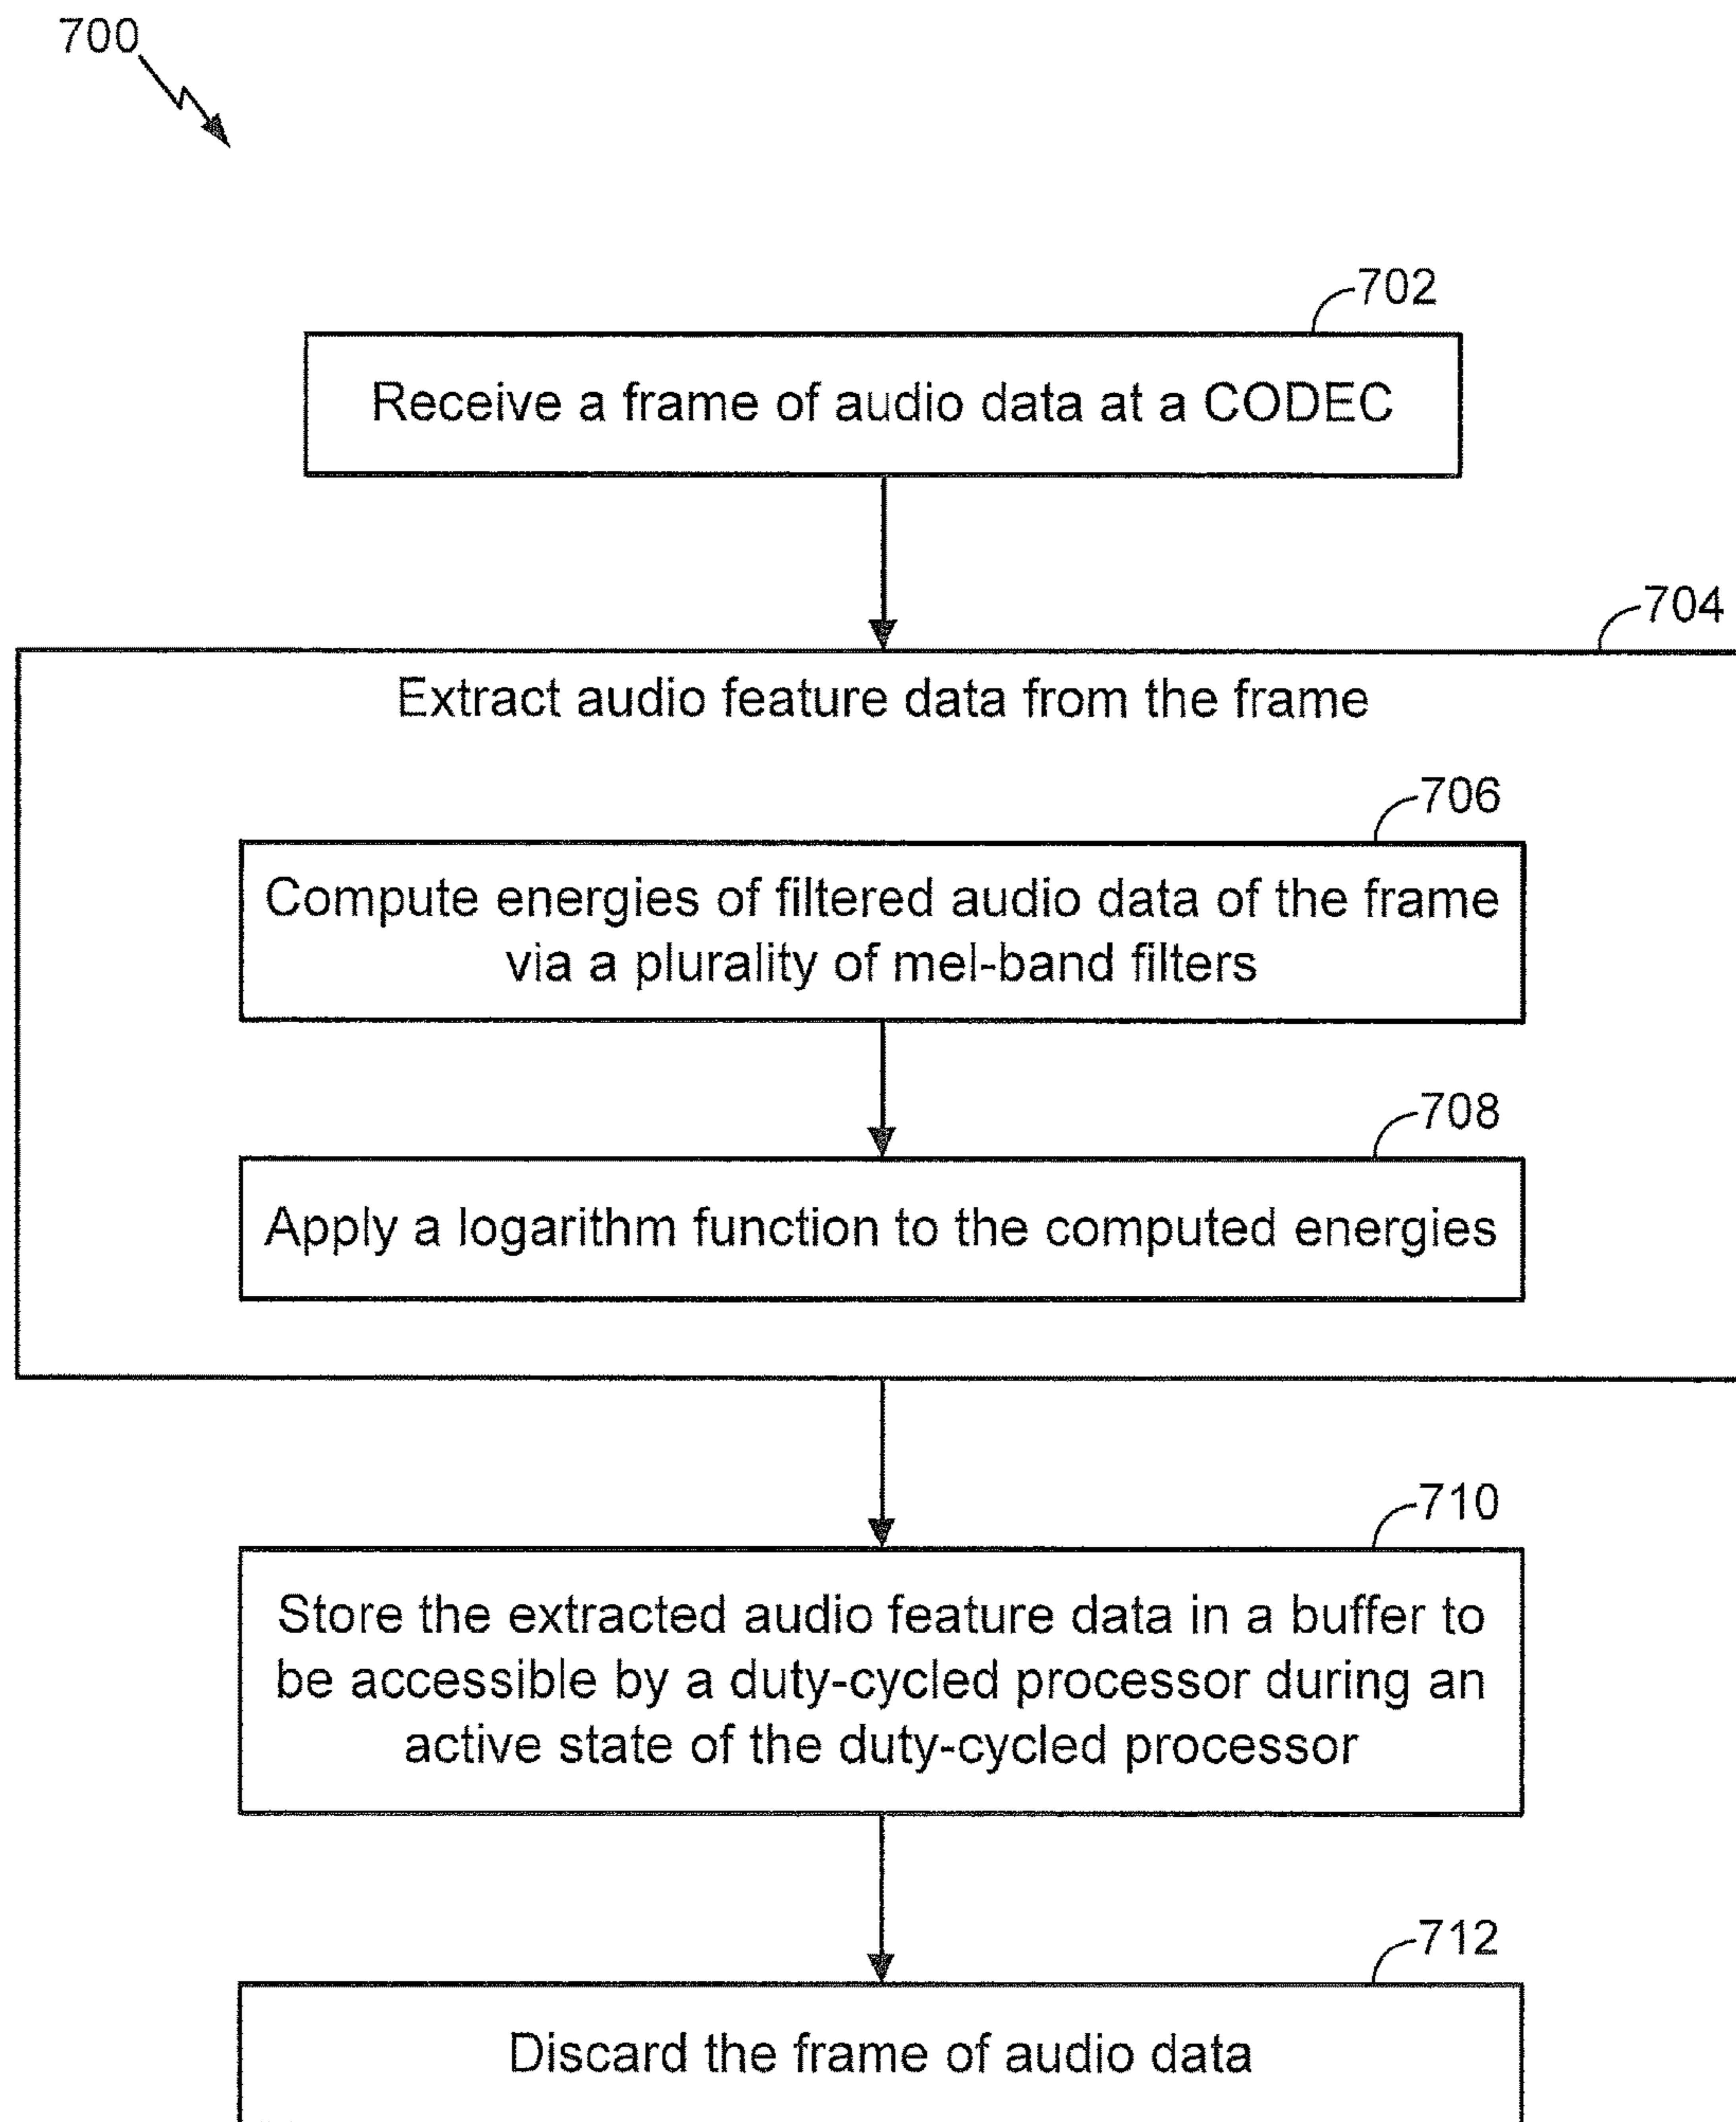 700
702
Receive a frame of audio data at a CODEC
704
Extract audio feature data from the frame
706
Compute energies of filtered audio data of the frame
via a plurality of mel-band filters
708
Apply a logarithm function to the computed energies
710
Store the extracted audio feature data in a buffer to
be accessible by a duty-cycled processor during an
active state of the duty-cycled processor
712
Discard the frame of audio data